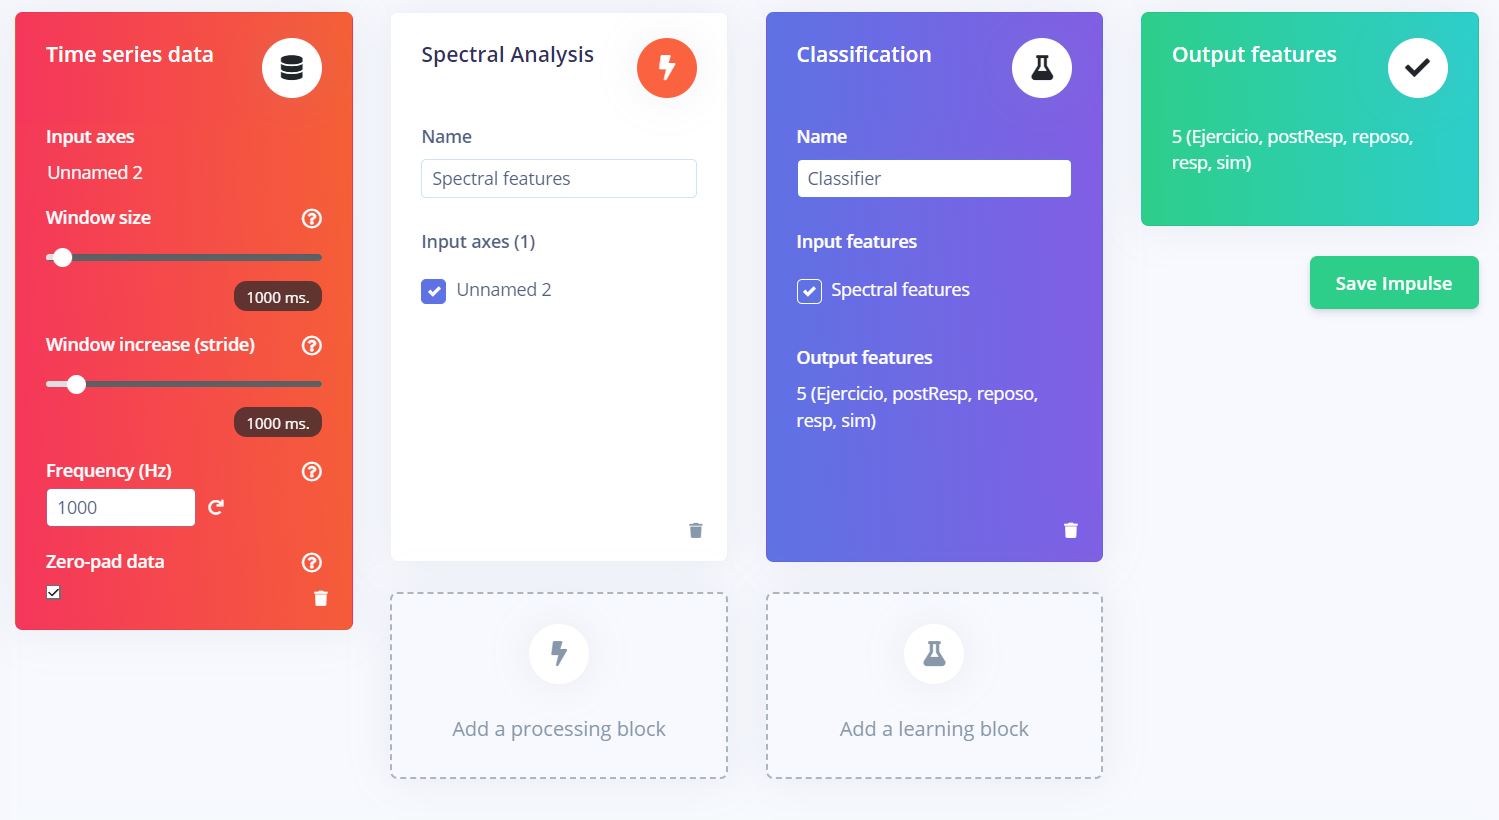 Time series data
Input axes
Unnamed 2
Window size
1000 ms.
Window increase (stride)
1000 ms.
Frequency (Hz)
1000
Zero-pad data
Spectral Analysis
Name
Spectral features
Input axes (1)
Unnamed 2
Add a processing block
Classification
Name
Classifier
Input features
Spectral features
Output features
5 (Ejercicio, postResp, reposo,
resp, sim)
Add a learning block
Output features
5 (Ejercicio, postResp, reposo,
resp, sim)
Save Impulse